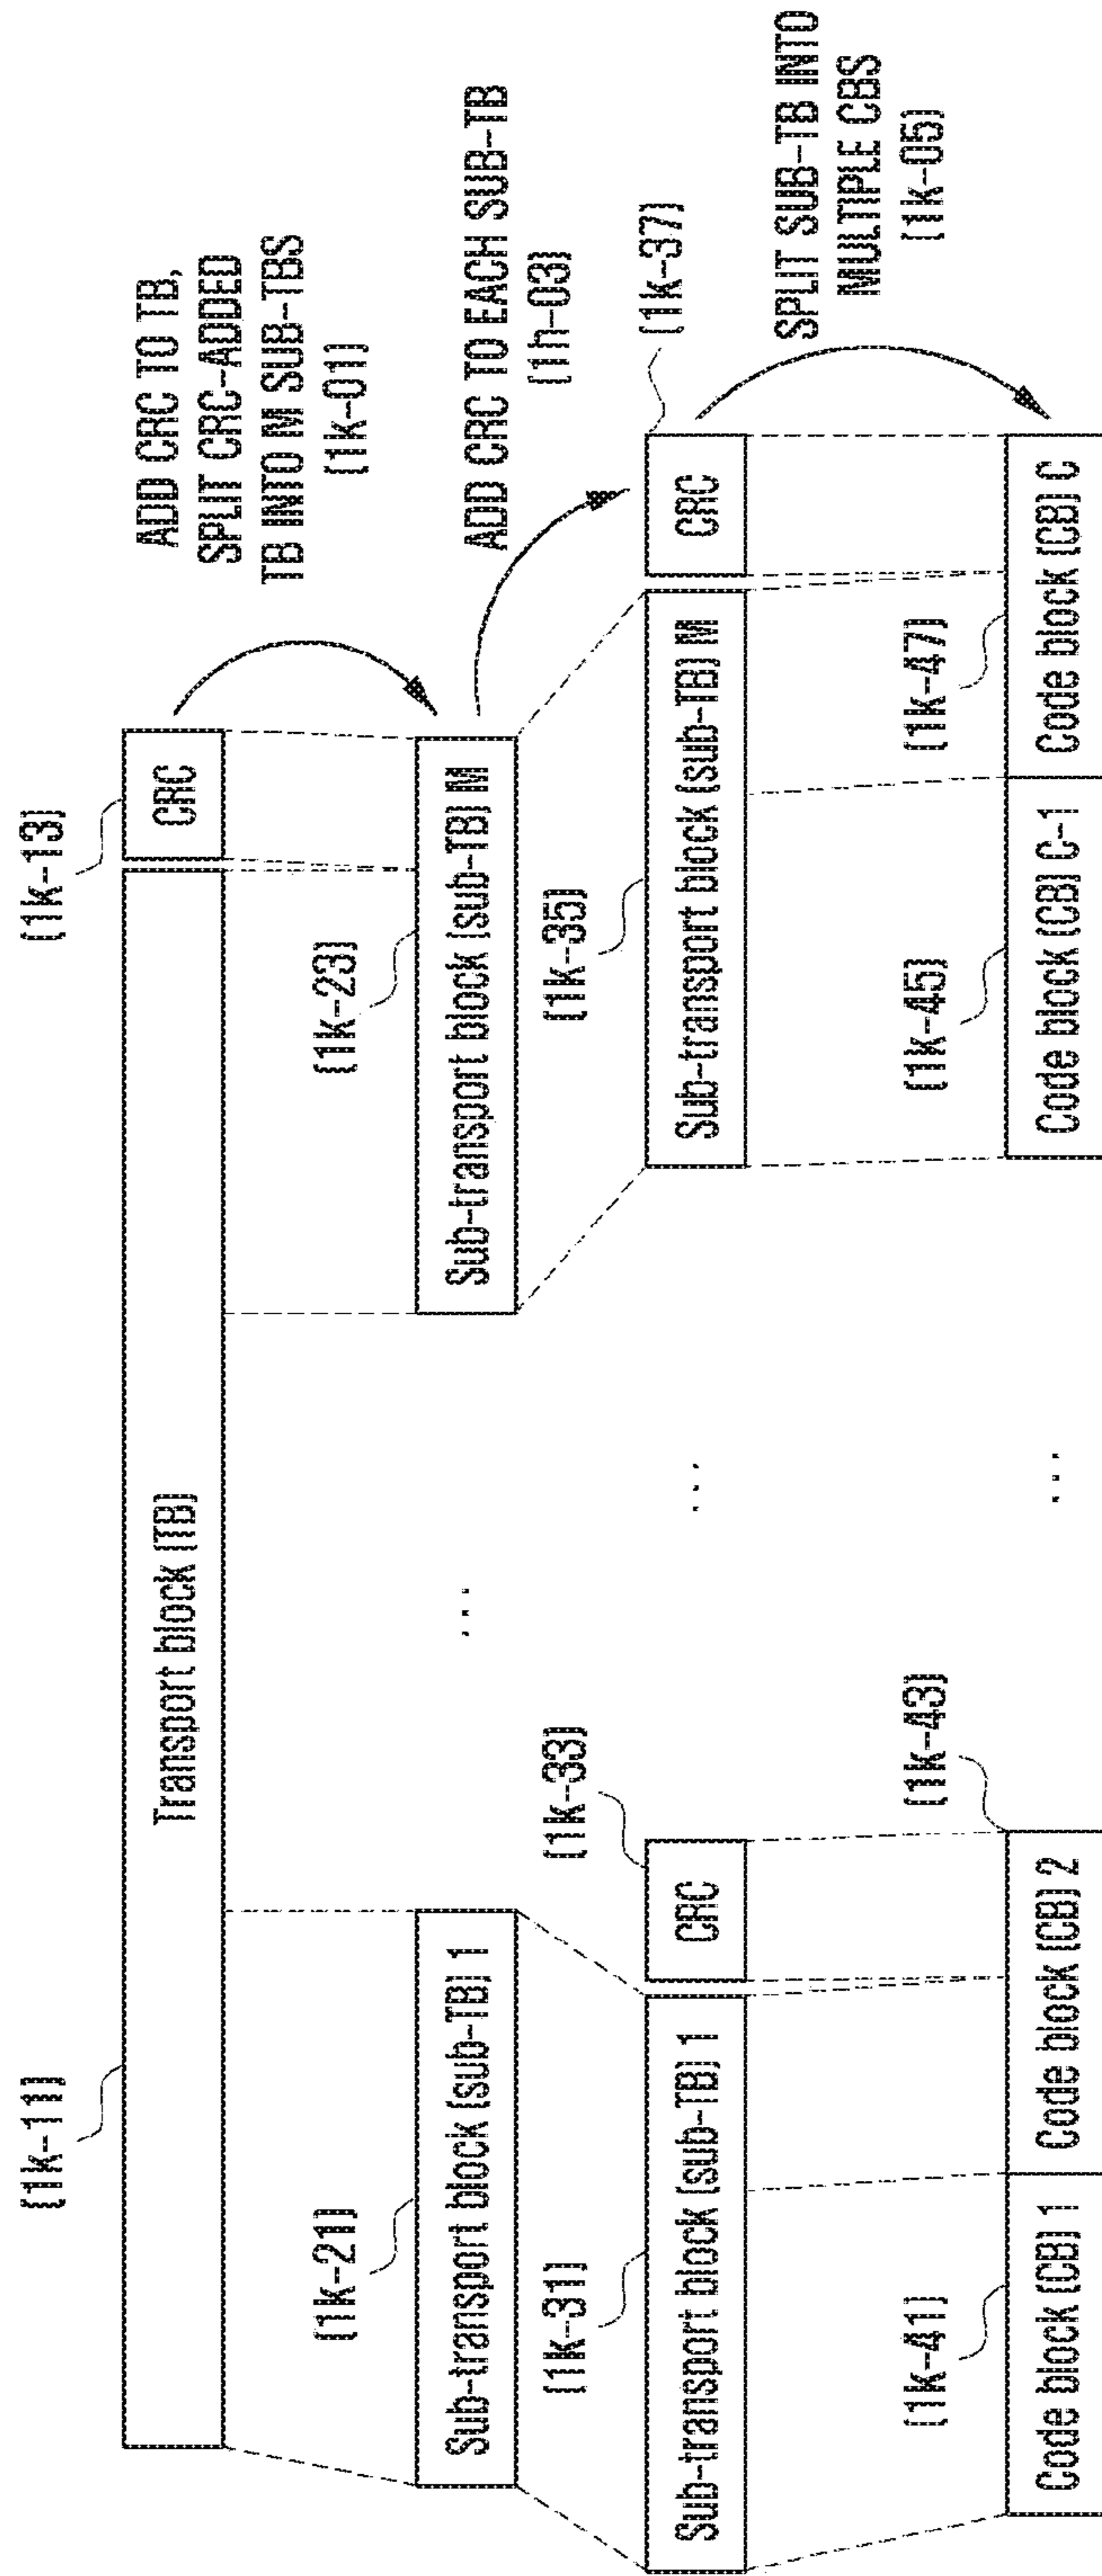 (1k-11)
(1k-13)
Transport block (TB)
CRC
ADD CRC TO TB,
SPLIT CRC-ADDED
TB INTO M SUB-TBS
(1k-01)
(1k-21)
(1k-23)
Sub-transport block (sub-TB) 1
...
Sub-transport block (sub-TB) M
ADD CRC TO EACH SUB-TB
(1h-03)
(1k-31)
(1k-33)
(1k-35)
(1k-37)
Sub-transport block (sub-TB) 1
CRC
...
Sub-transport block (sub-TB) M
CRC
SPLIT SUB-TB INTO
MULTIPLE CBS
(1k-05)
(1k-41)
(1k-43)
(1k-45)
(1k-47)
Code block (CB) 1
Code block (CB) 2
...
Code block (CB) C-1
Code block (CB) C